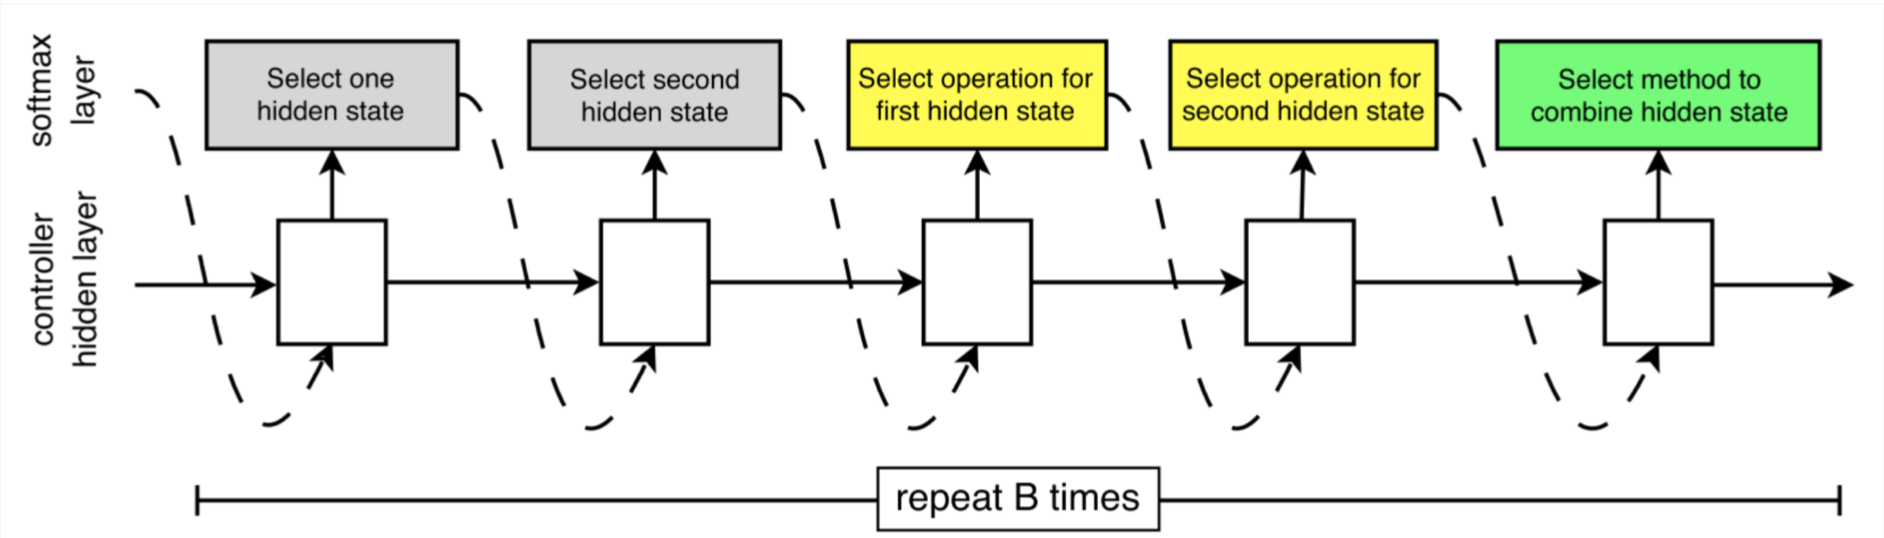 softmax
layer
Select one
hidden state
Select second
hidden state
Select operation for
first hidden state
Select operation for
second hidden state
Select method to
combine hidden state
controller
hidden layer
repeat B times